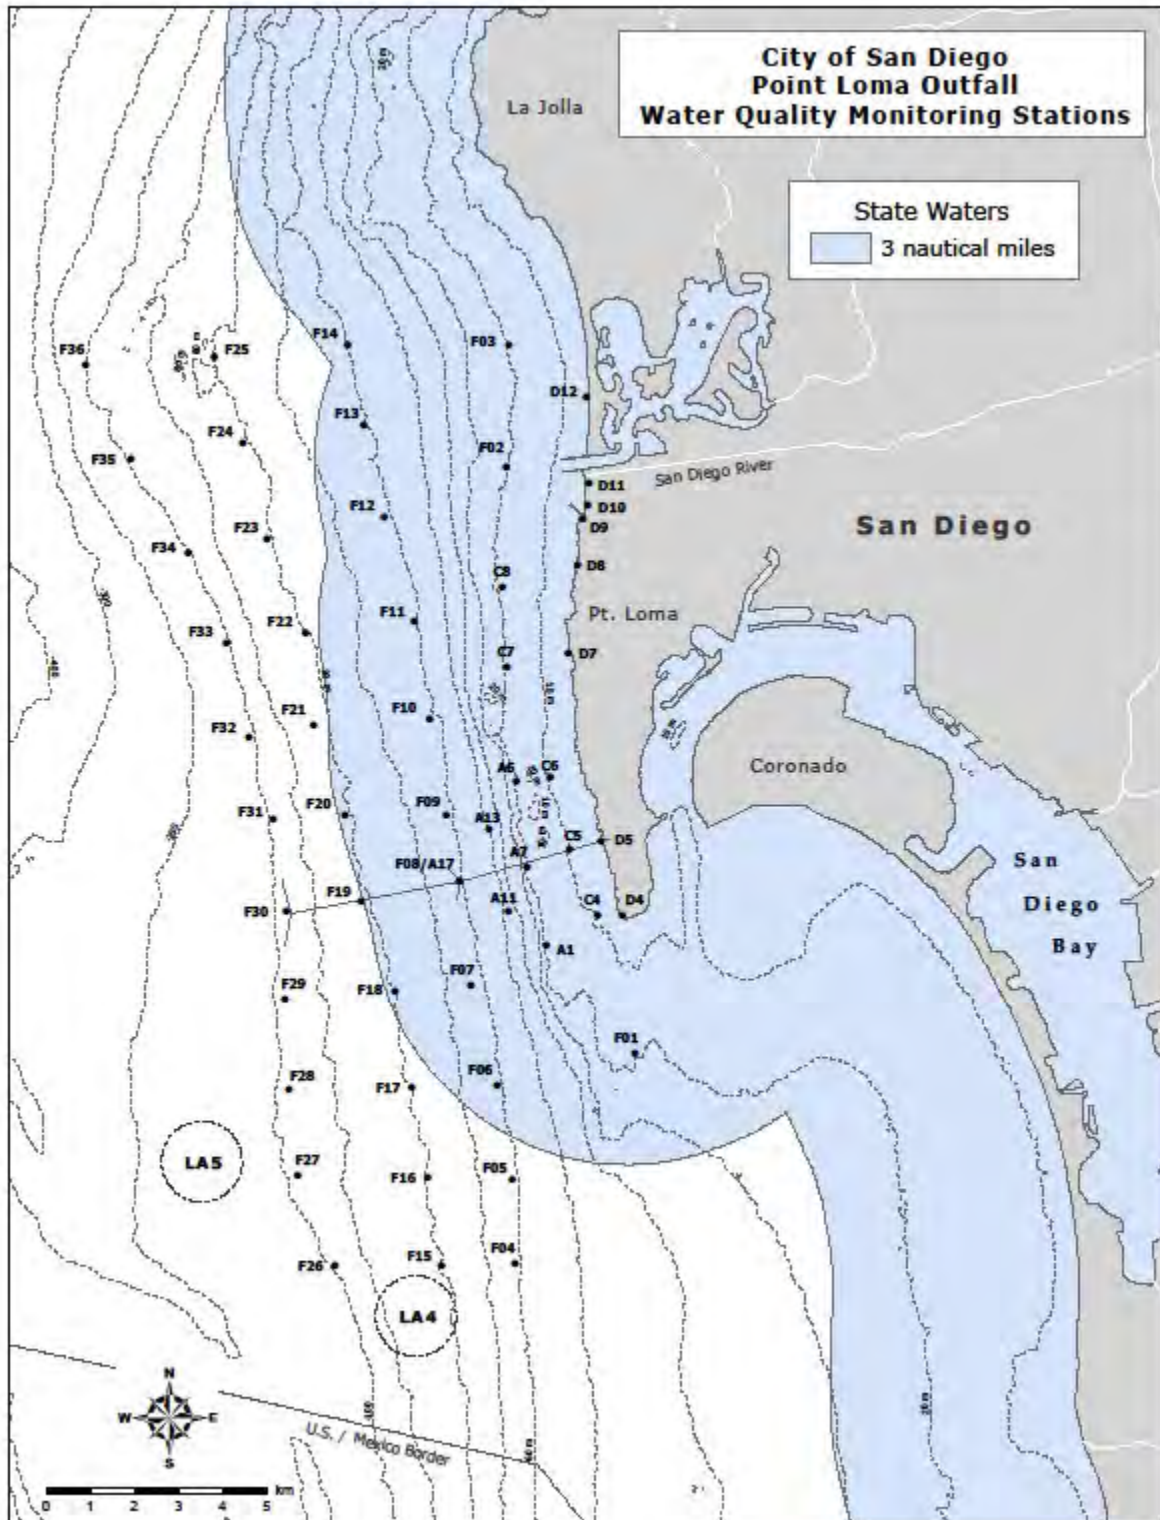 City of San Diego
Point Loma Outfall
Water Quality Monitoring Stations
La Jolla
State Waters
3 nautical miles
F14
F03
F36
F25
D12
F13
F24
F02
F35
San Diego River
D11
D10
F12
D9
San Diego
F23
F34
D8
C8
Pt. Loma
F11
F22
F33
C7
D7
F10
F21
F32
A6
C6
Coronado
F09
F20
F31
A13
C5
D5
A7
F08/A17
San
Diego
Bay
F19
F30
A11
C4
D4
A1
F07
F29
F18
F01
F06
F28
F17
LA5
F27
F16
F05
F26
F15
F04
LA4
N
W
E
S
U.S. / Mexico Border
km
0 1 2 3 4 5